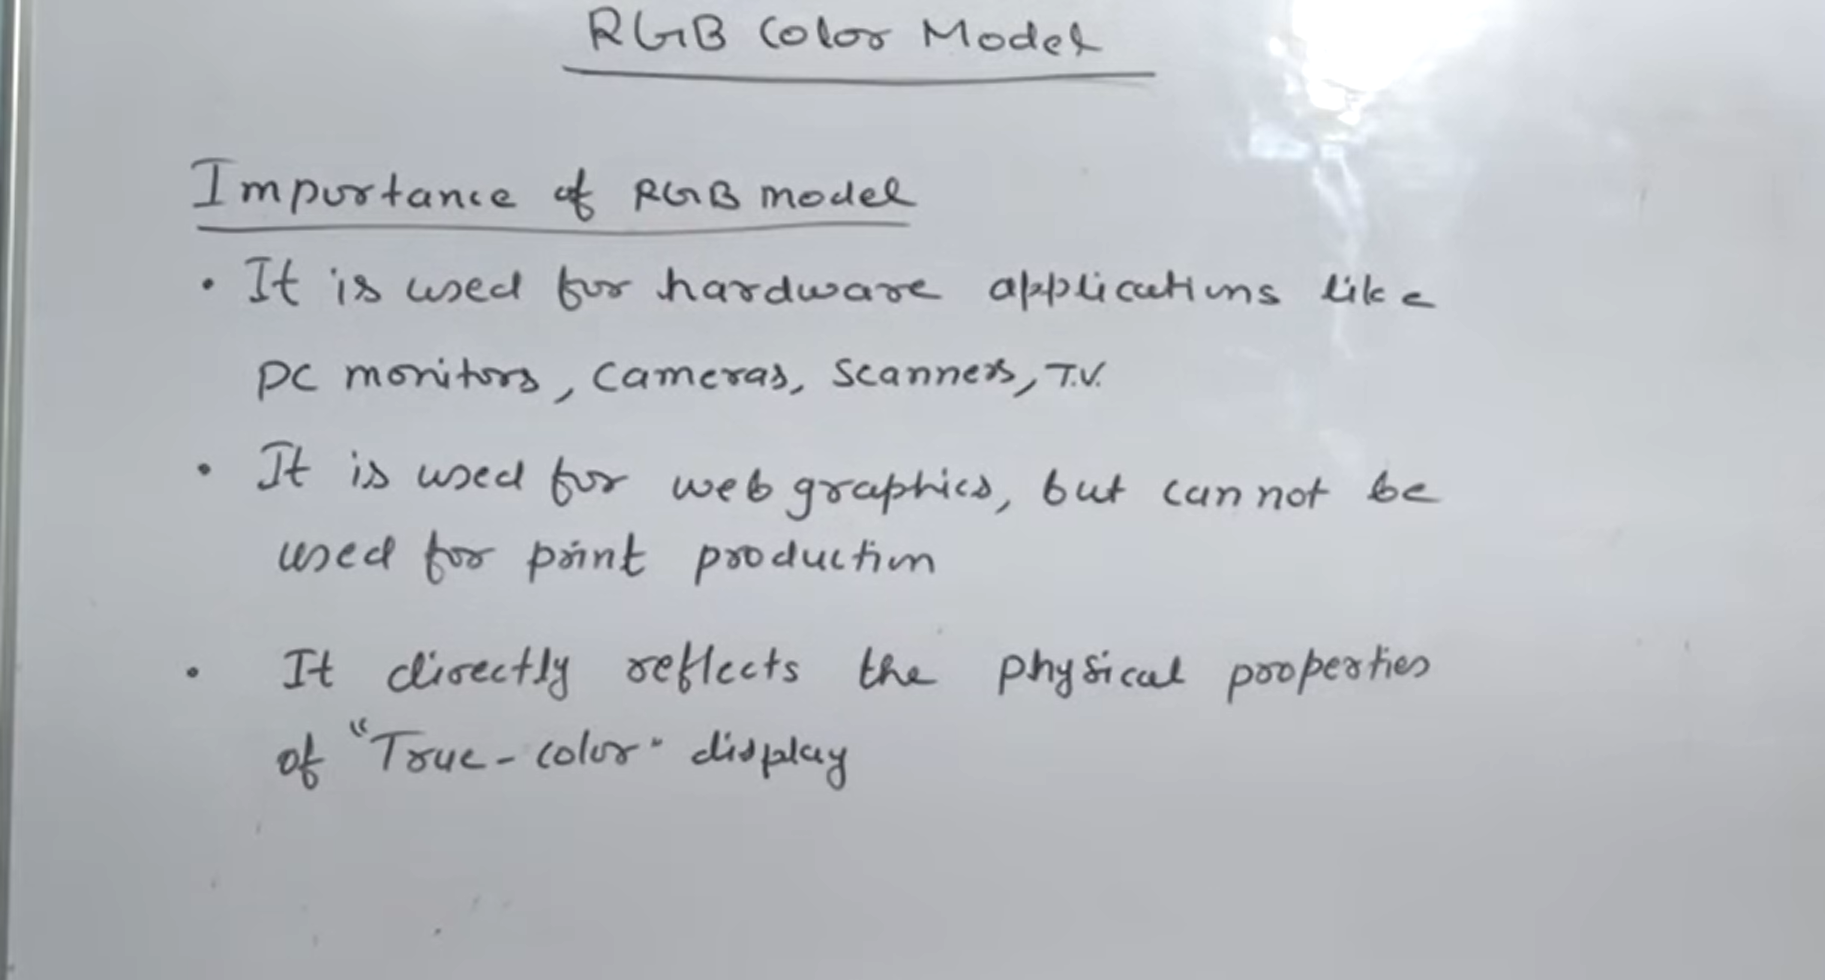 RGB Color Model
Importance of RGB model
• It is used for hardware applications like
PC monitors, Cameras, Scanners, T.V.
• It is used for web graphics, but can not be
used for print production
• It directly reflects the physical properties
of "True-color" display